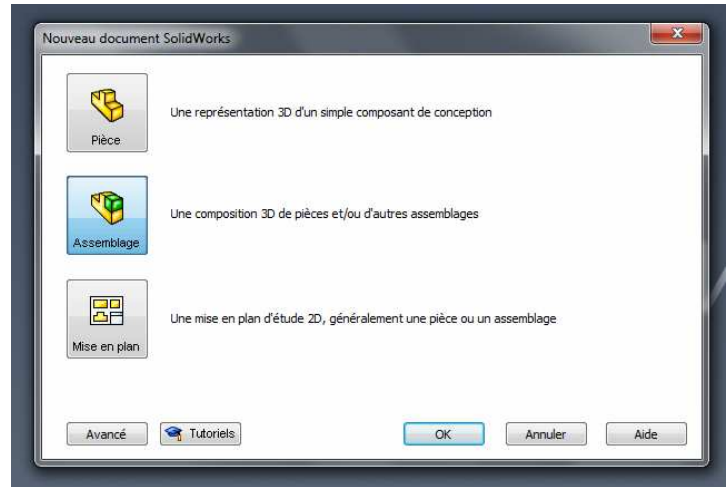 Nouveau document SolidWorks
Une représentation 3D d'un simple composant de conception
Pièce
Une composition 3D de pièces et/ou d'autres assemblages
Assemblage
Une mise en plan d'étude 2D, généralement une pièce ou un assemblage
Mise en plan
Avancé Tutoriels OK Annuler Aide